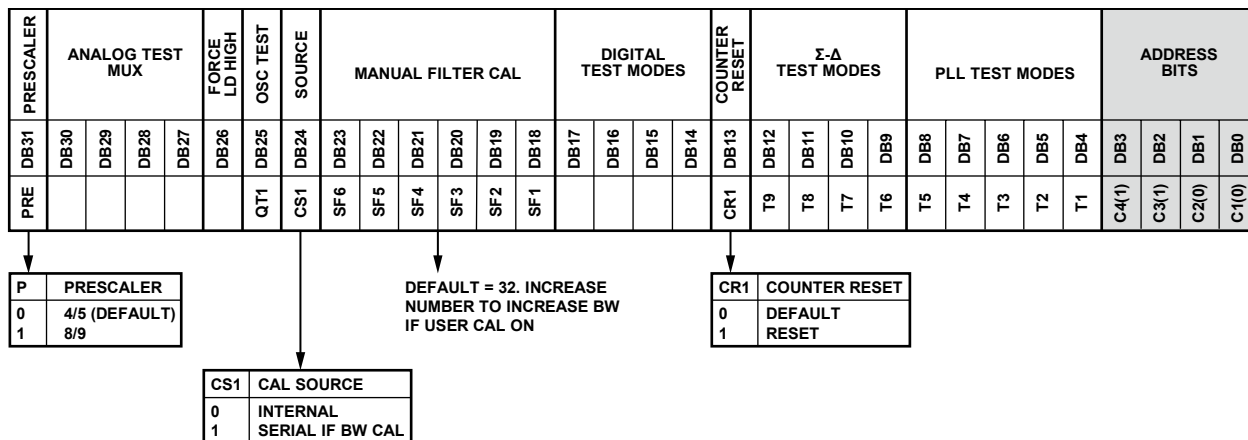 PRESCALER
ANALOG TEST
MUX
FORCE
LD HIGH
OSC TEST
SOURCE
MANUAL FILTER CAL
DIGITAL
TEST MODES
COUNTER
RESET
Σ-Δ
TEST MODES
PLL TEST MODES
ADDRESS
BITS
DB31 DB30 DB29 DB28 DB27 DB26 DB25 DB24 DB23 DB22 DB21 DB20 DB19 DB18 DB17 DB16 DB15 DB14 DB13 DB12 DB11 DB10 DB9 DB8 DB7 DB6 DB5 DB4 DB3 DB2 DB1 DB0
PRE QT1 CS1 SF6 SF5 SF4 SF3 SF2 SF1 CR1 T9 T8 T7 T6 T5 T4 T3 T2 T1 C4(1) C3(1) C2(0) C1(0)
P PRESCALER
0 4/5 (DEFAULT)
1 8/9
DEFAULT = 32. INCREASE
NUMBER TO INCREASE BW
IF USER CAL ON
CR1 COUNTER RESET
0 DEFAULT
1 RESET
CS1 CAL SOURCE
0 INTERNAL
1 SERIAL IF BW CAL